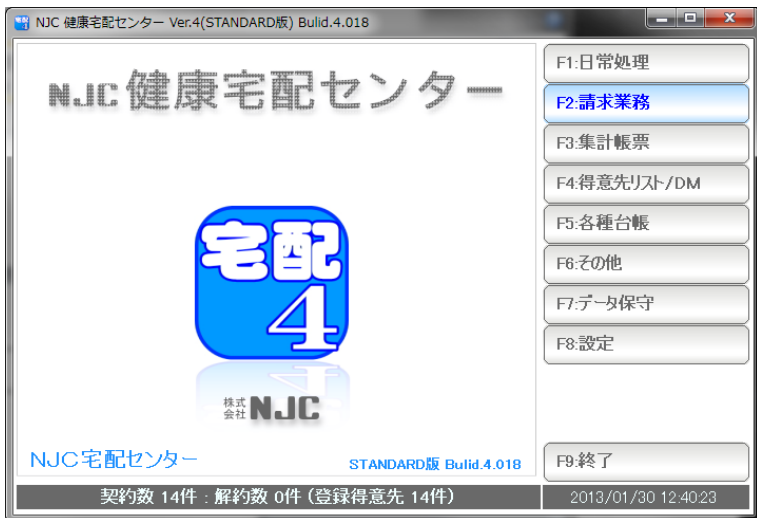 NJC 健康宅配センター Ver.4(STANDARD版) Bulid.4.018
NJC健康宅配センター
宅配
4
株式
会社 NJC
NJC宅配センター
STANDARD版 Bulid.4.018
F1:日常処理
F2:請求業務
F3:集計帳票
F4:得意先リスト/DM
F5:各種台帳
F6:その他
F7:データ保守
F8:設定
F9:終了
契約数 14件 : 解約数 0件 (登録得意先 14件)
2013/01/30 12:40:23